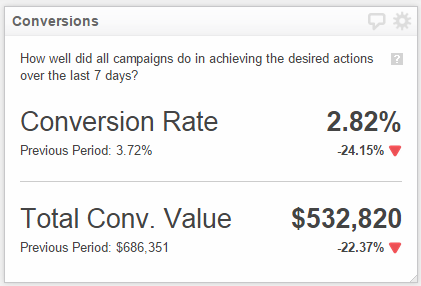 Conversions
How well did all campaigns do in achieving the desired actions
over the last 7 days?
?
Conversion Rate 2.82%
Previous Period: 3.72% -24.15%
Total Conv. Value $532,820
Previous Period: $686,351 -22.37%